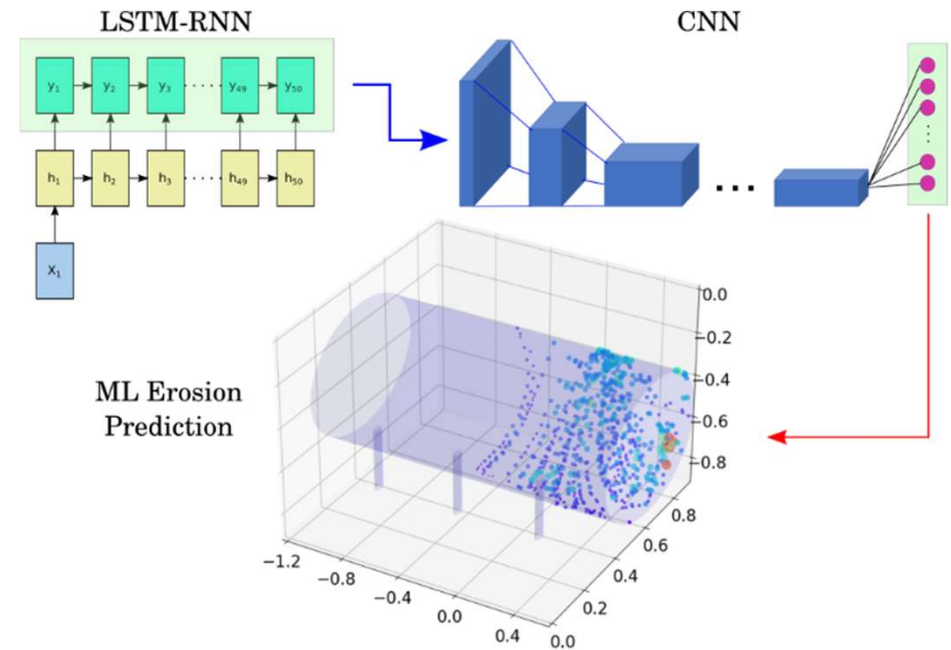 LSTM-RNN
CNN
y1 y2 y3 ..... y49 y50
h1 h2 h3 ..... h49 h50
X1
...
ML Erosion
Prediction
0.0
−0.2
−0.4
−0.6
−0.8
0.8
0.6
0.4
0.2
0.0
−1.2
−0.8
−0.4
0.0
0.4